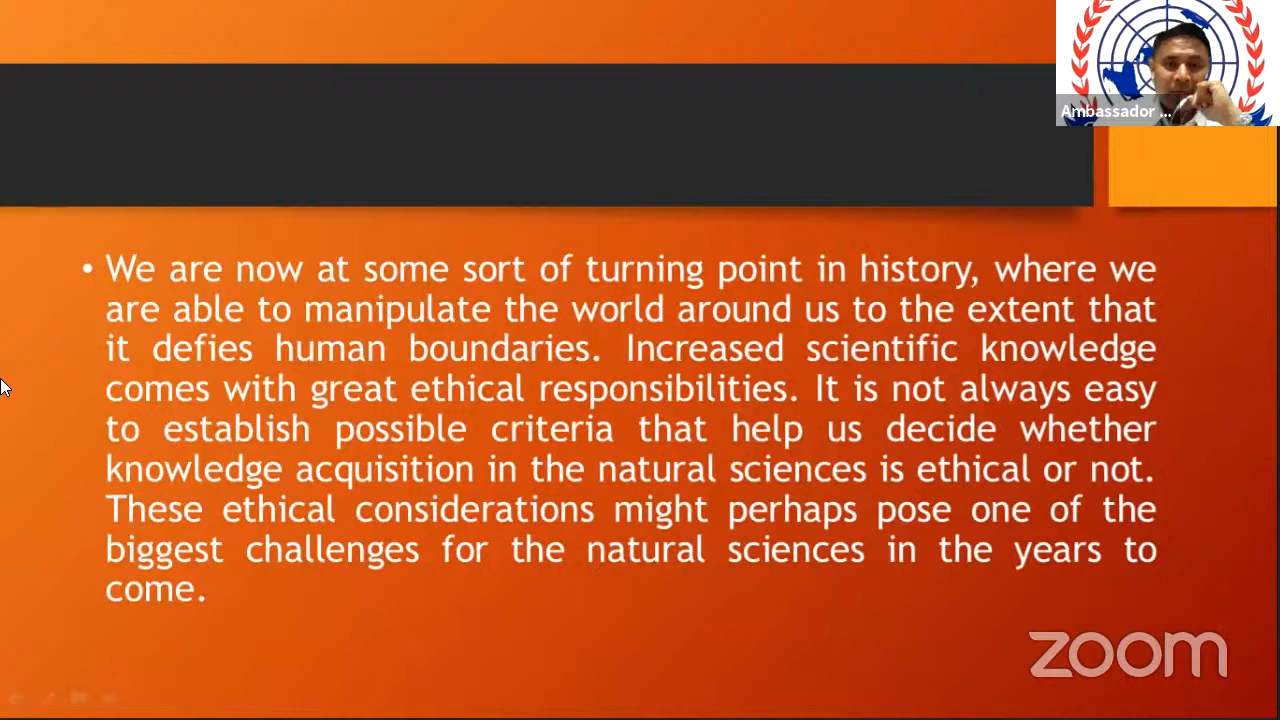 Ambassador ...
• We are now at some sort of turning point in history, where we
are able to manipulate the world around us to the extent that
it defies human boundaries. Increased scientific knowledge
comes with great ethical responsibilities. It is not always easy
to establish possible criteria that help us decide whether
knowledge acquisition in the natural sciences is ethical or not.
These ethical considerations might perhaps pose one of the
biggest challenges for the natural sciences in the years to
come.
zoom